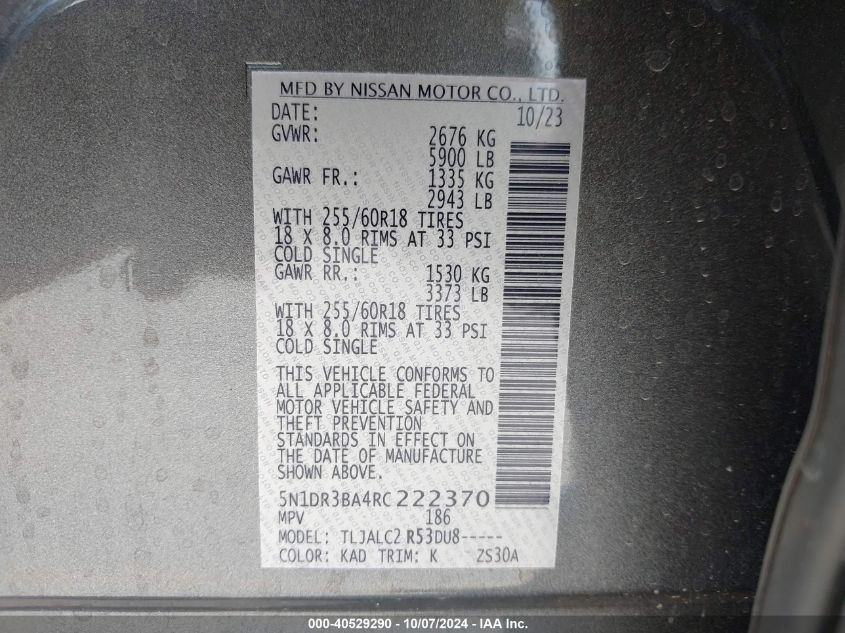 MFD BY NISSAN MOTOR CO., LTD.
DATE: 10/23
GVWR: 2676 KG
5900 LB
GAWR FR.: 1335 KG
2943 LB
WITH 255/60R18 TIRES
18 X 8.0 RIMS AT 33 PSI
COLD SINGLE
GAWR RR.: 1530 KG
3373 LB
WITH 255/60R18 TIRES
18 X 8.0 RIMS AT 33 PSI
COLD SINGLE
THIS VEHICLE CONFORMS TO
ALL APPLICABLE FEDERAL
MOTOR VEHICLE SAFETY AND
THEFT PREVENTION
STANDARDS IN EFFECT ON
THE DATE OF MANUFACTURE
SHOWN ABOVE.
5N1DR3BA4RC222370
MPV 186
MODEL: TLJALC2 R53DU8-----
COLOR: KAD TRIM: K ZS30A
000-40529290 - 10/07/2024 - IAA Inc.